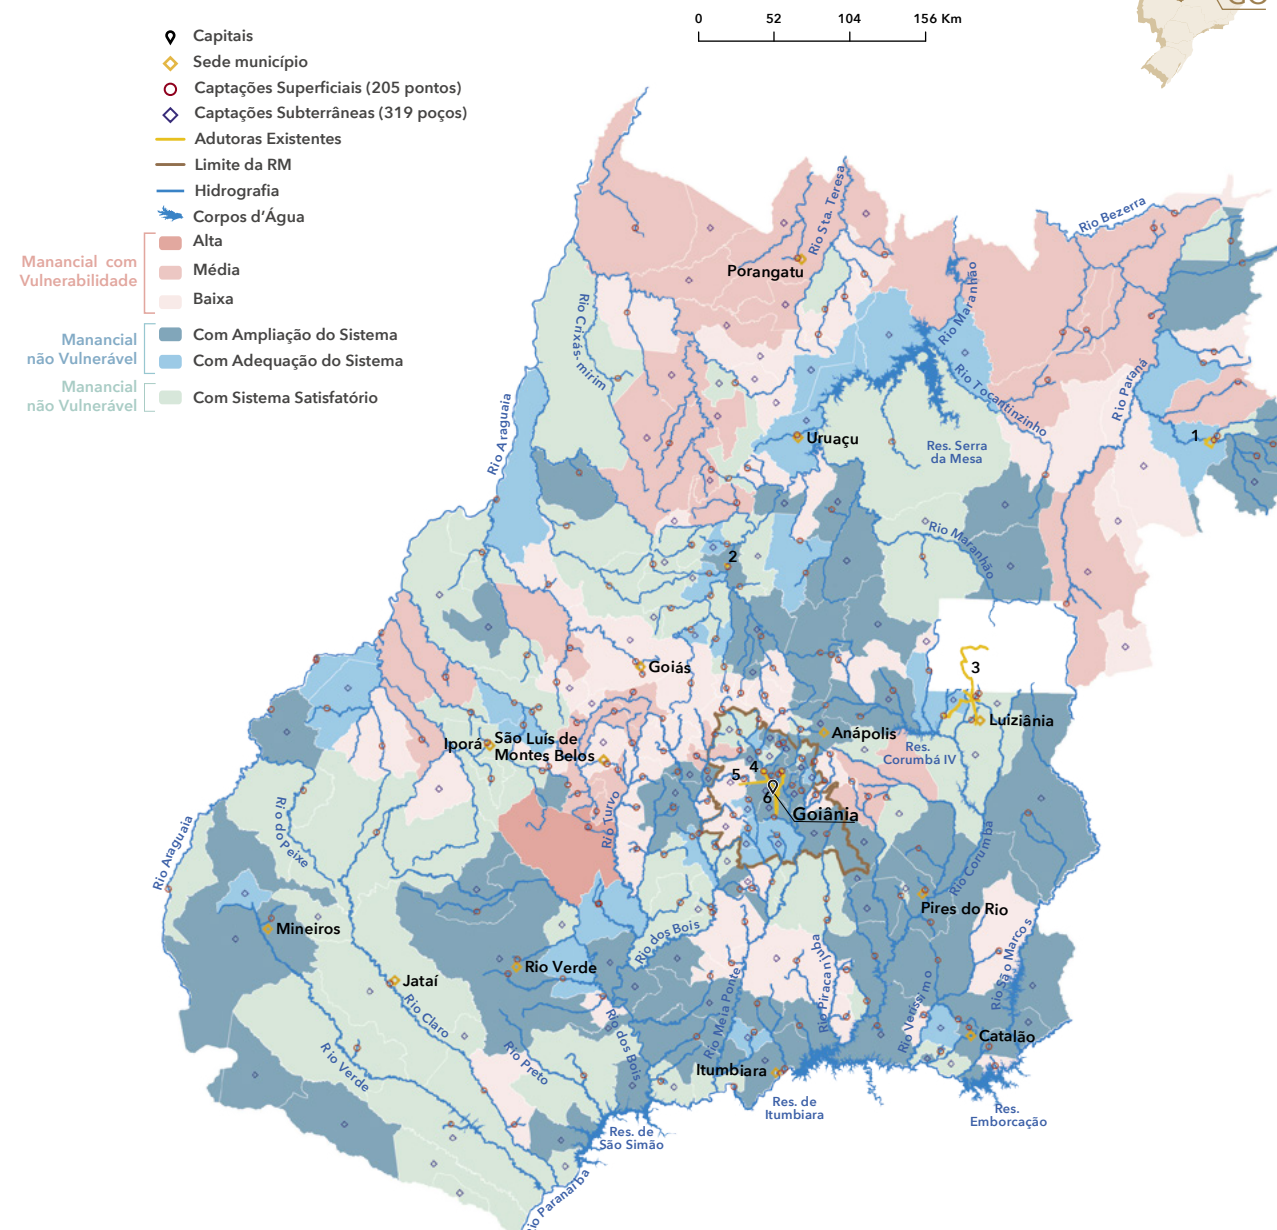 0 52 104 156 Km
GO
Capitais
Sede município
Captações Superficiais (205 pontos)
Captações Subterrâneas (319 poços)
Adutoras Existentes
Limite da RM
Hidrografia
Corpos d'Água
Manancial com
Vulnerabilidade
Alta
Média
Baixa
Manancial
não Vulnerável
Com Ampliação do Sistema
Com Adequação do Sistema
Manancial
não Vulnerável
Com Sistema Satisfatório
Rio Sta. Teresa
Rio Bezerra
Porangatu
Rio Maranhão
Rio Crixás-mirim
Rio Tocantinzinho
Rio Paraná
Rio Araguaia
Uruaçu
Res. Serra
da Mesa
1
Rio Maranhão
2
Goiás
3
Luiziânia
Anápolis
Res.
Corumbá IV
Iporá
São Luís de
Montes Belos
4
5
6
Goiânia
Rio Turvo
Rio do Peixe
Rio Araguaia
Rio Corumbá
Pires do Rio
Mineiros
Rio dos Bois
Rio São Marcos
Rio Verde
Jataí
Rio Piracanjuba
Rio Meia Ponte
Rio Veríssimo
Rio Claro
Rio dos Bois
Catalão
Rio Verde
Rio Preto
Itumbiara
Res. de
Itumbiara
Res.
Emborcação
Res. de
São Simão
Rio Paranaíba